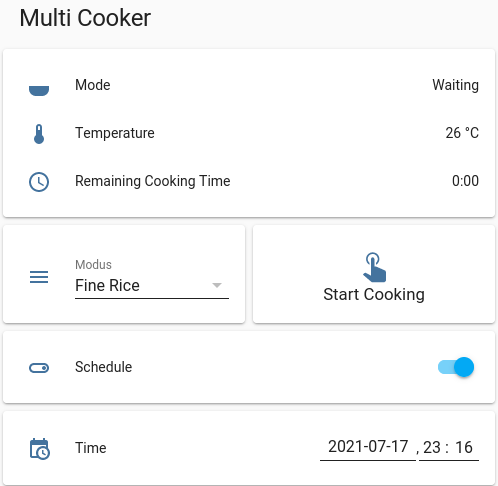 Multi Cooker
Mode Waiting
Temperature 26 °C
Remaining Cooking Time 0:00
Modus
Fine Rice
Start Cooking
Schedule
Time 2021-07-17 , 23 : 16